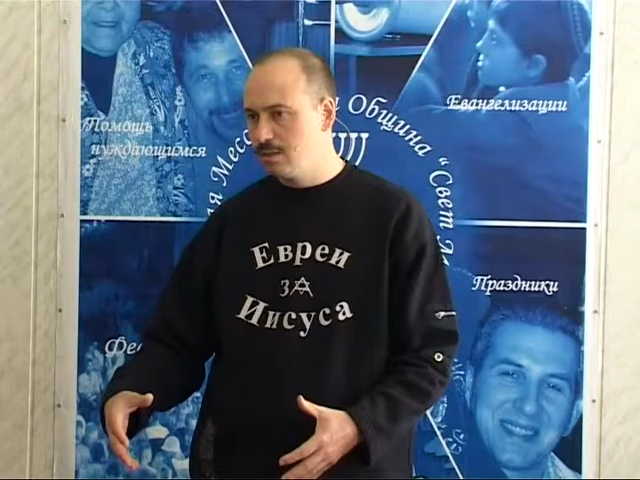 Помощь
нуждающимся
Евангелизации
Община "Свет
Праздники
Евреи
за
Иисуса